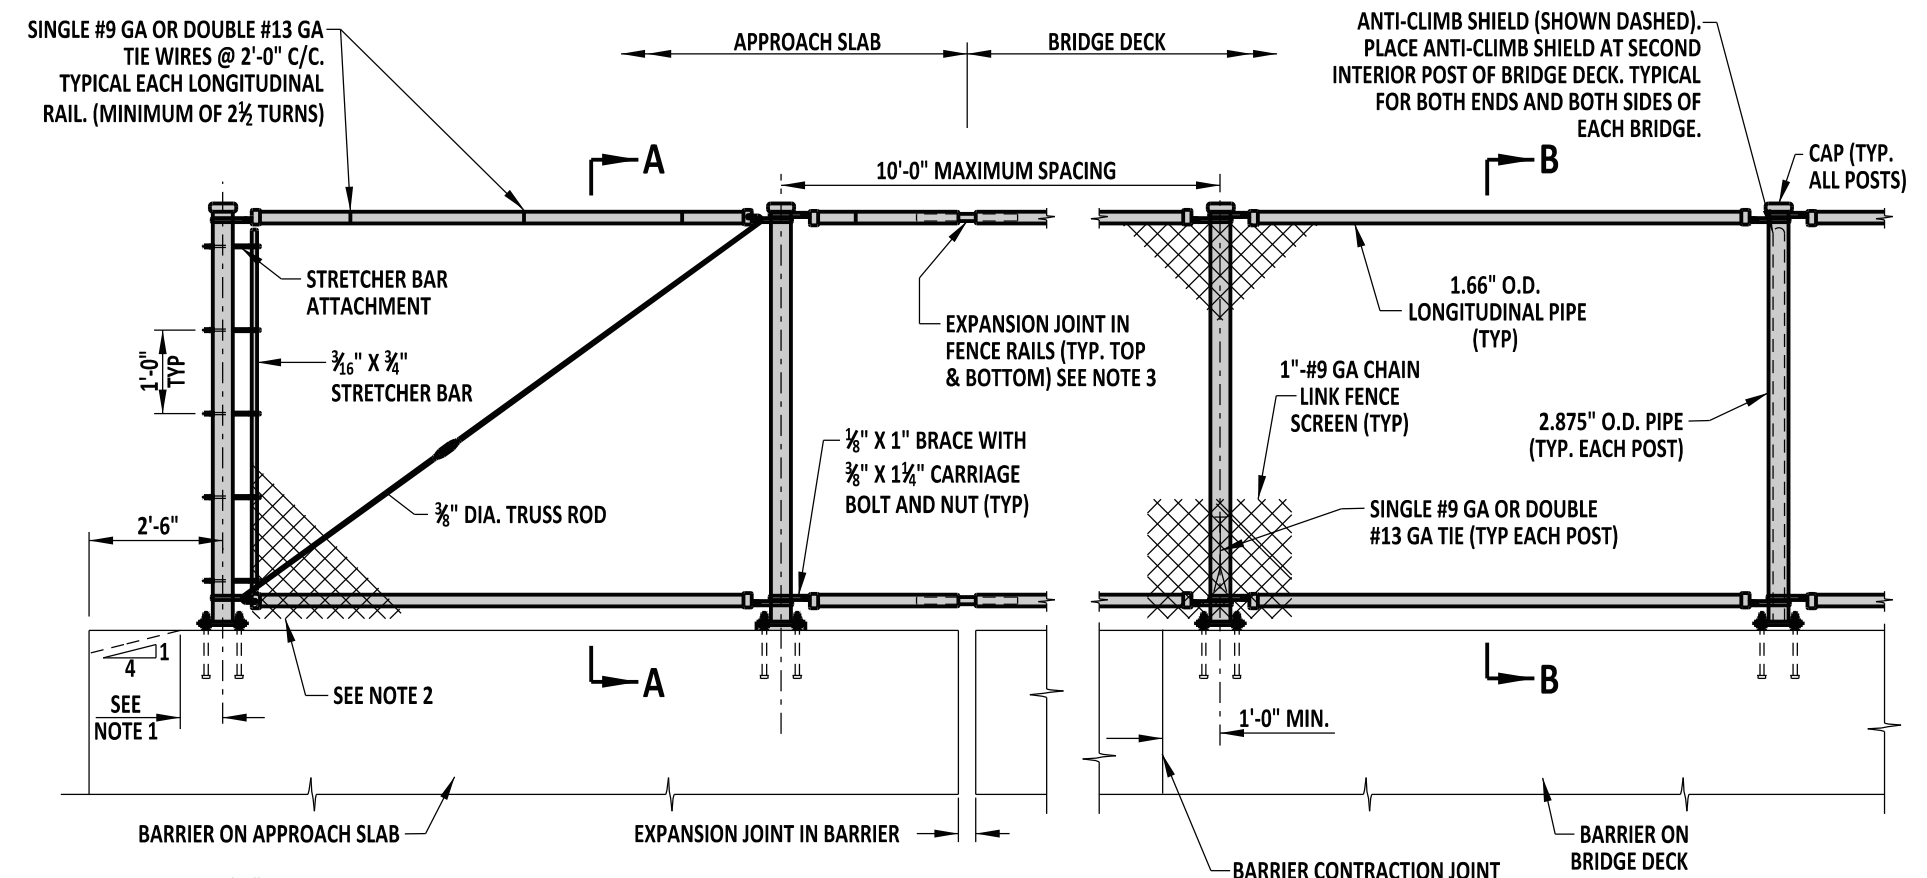 SINGLE #9 GA OR DOUBLE #13 GA
TIE WIRES @ 2'-0" C/C.
TYPICAL EACH LONGITUDINAL
RAIL. (MINIMUM OF 2½ TURNS)
APPROACH SLAB
BRIDGE DECK
ANTI-CLIMB SHIELD (SHOWN DASHED).
PLACE ANTI-CLIMB SHIELD AT SECOND
INTERIOR POST OF BRIDGE DECK. TYPICAL
FOR BOTH ENDS AND BOTH SIDES OF
EACH BRIDGE.
A
10'-0" MAXIMUM SPACING
B
CAP (TYP.
ALL POSTS)
STRETCHER BAR
ATTACHMENT
1'-0"
TYP
3/16" X 3/4"
STRETCHER BAR
EXPANSION JOINT IN
FENCE RAILS (TYP. TOP
& BOTTOM) SEE NOTE 3
1.66" O.D.
LONGITUDINAL PIPE
(TYP)
1"-#9 GA CHAIN
LINK FENCE
SCREEN (TYP)
2.875" O.D. PIPE
(TYP. EACH POST)
1/8" X 1" BRACE WITH
3/8" X 1¼" CARRIAGE
BOLT AND NUT (TYP)
3/8" DIA. TRUSS ROD
2'-6"
SINGLE #9 GA OR DOUBLE
#13 GA TIE (TYP EACH POST)
1
4
SEE
NOTE 1
SEE NOTE 2
A
B
1'-0" MIN.
BARRIER ON APPROACH SLAB
EXPANSION JOINT IN BARRIER
BARRIER ON
BRIDGE DECK
BARRIER CONTRACTION JOINT